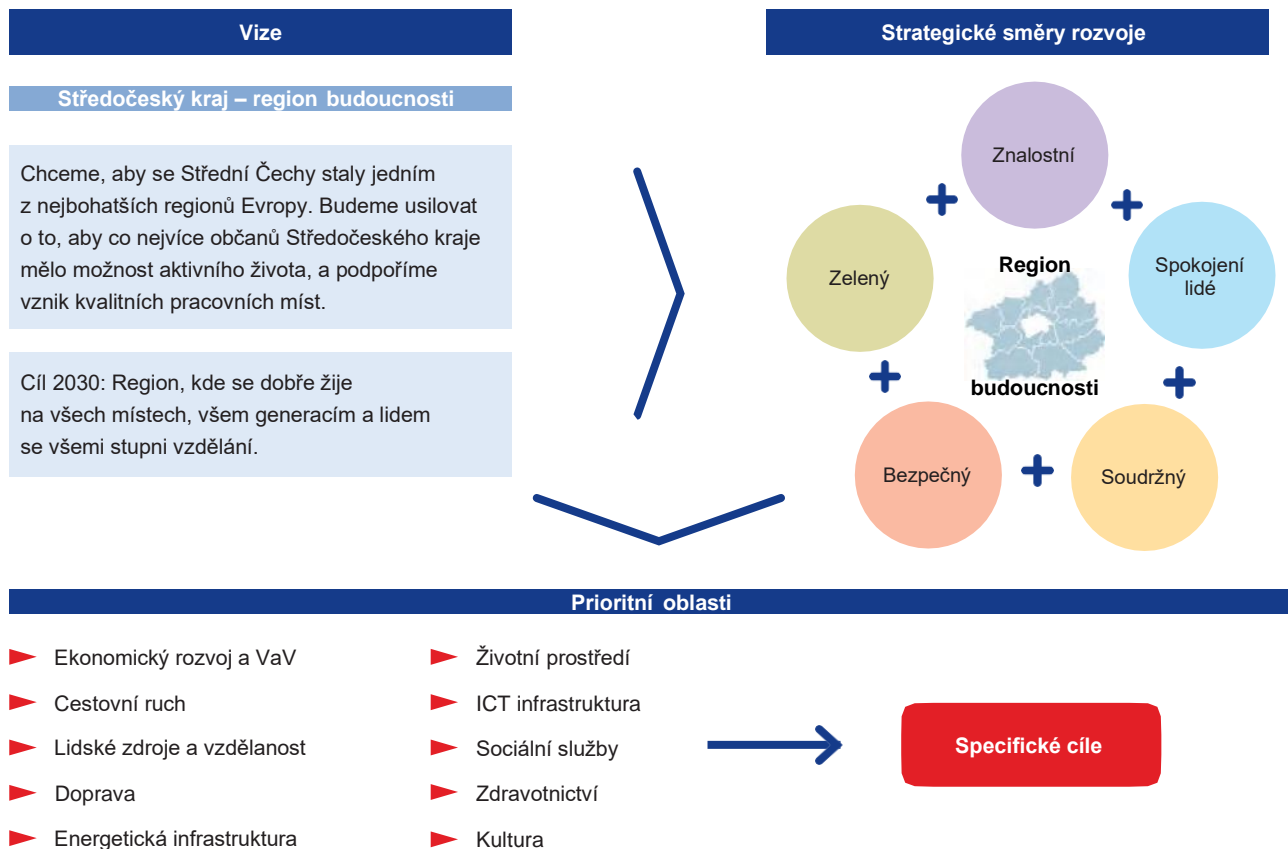 Vize
Středočeský kraj – region budoucnosti
Chceme, aby se Střední Čechy staly jedním
z nejbohatších regionů Evropy. Budeme usilovat
o to, aby co nejvíce občanů Středočeského kraje
mělo možnost aktivního života, a podpoříme
vznik kvalitních pracovních míst.
Cíl 2030: Region, kde se dobře žije
na všech místech, všem generacím a lidem
se všemi stupni vzdělání.
Strategické směry rozvoje
Znalostní
Zelený
Region
budoucnosti
Spokojení
lidé
Bezpečný
Soudržný
Prioritní oblasti
Ekonomický rozvoj a VaV
Cestovní ruch
Lidské zdroje a vzdělanost
Doprava
Energetická infrastruktura
Životní prostředí
ICT infrastruktura
Sociální služby
Zdravotnictví
Kultura
Specifické cíle